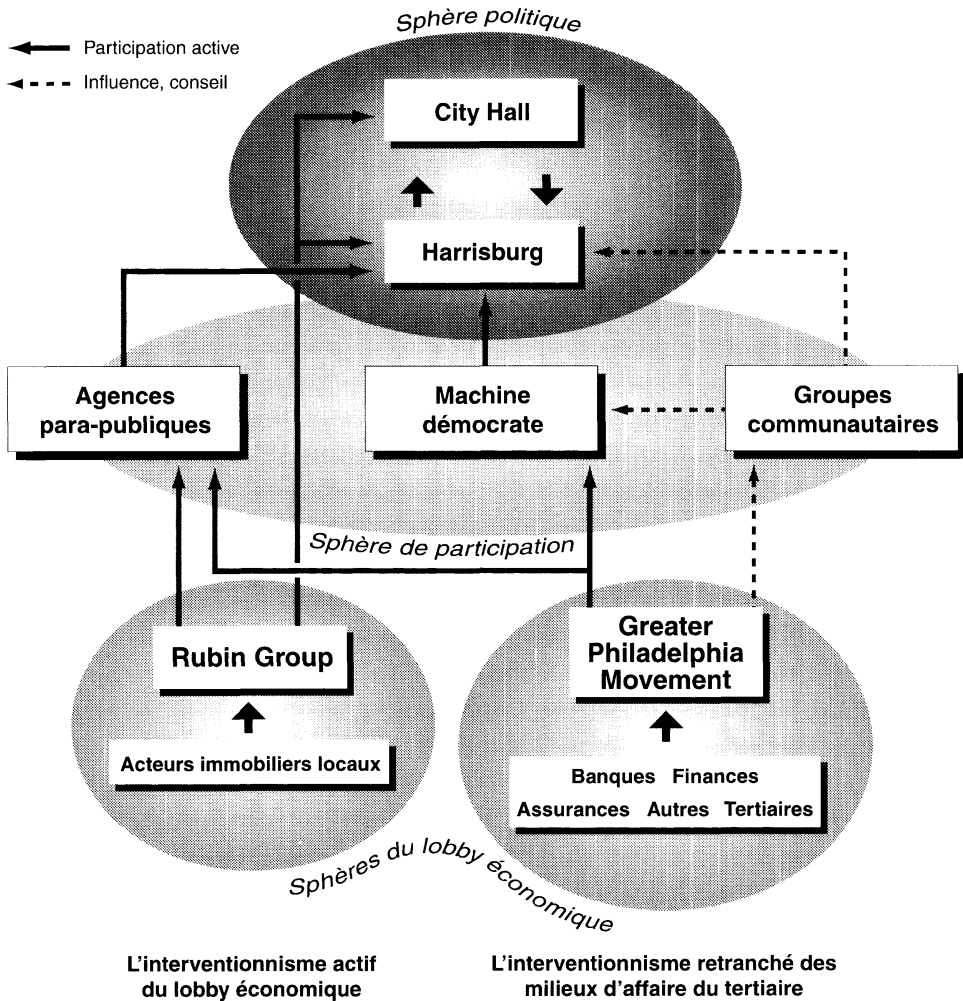 Sphère politique
Participation active
Influence, conseil
City Hall
Harrisburg
Agences
para-publiques
Machine
démocrate
Groupes
communautaires
Sphère de participation
Rubin Group
Acteurs immobiliers locaux
Greater
Philadelphia
Movement
Banques Finances
Assurances Autres Tertiaires
Sphères du lobby économique
L'interventionnisme actif
du lobby économique
L'interventionnisme retranché des
milieux d'affaire du tertiaire